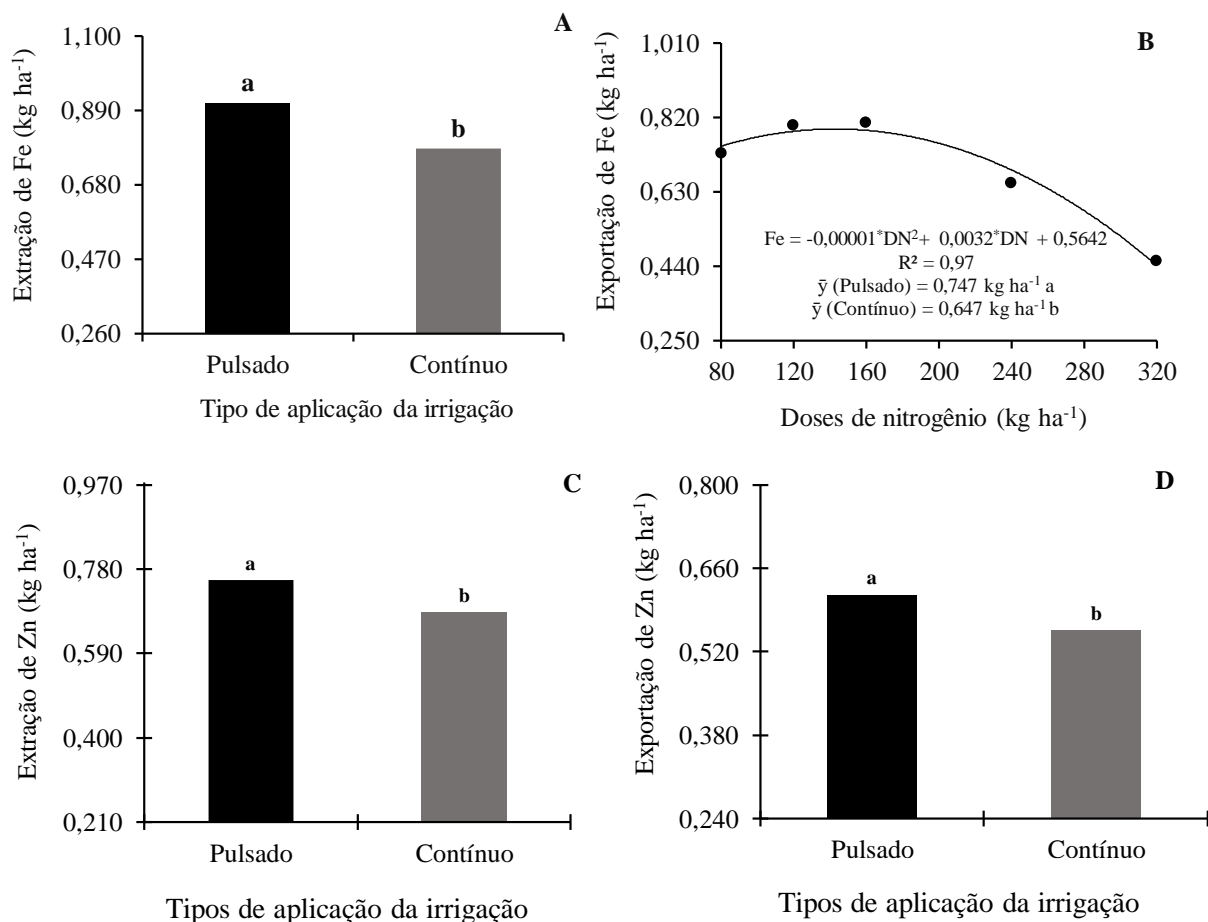 A
Extração de Fe (kg ha⁻¹)
1,100
0,890
0,680
0,470
0,260
a
b
Pulsado
Contínuo
Tipo de aplicação da irrigação
B
Exportação de Fe (kg ha⁻¹)
1,010
0,820
0,630
0,440
0,250
Fe = -0,00001*DN²+ 0,0032*DN + 0,5642
R² = 0,97
ȳ (Pulsado) = 0,747 kg ha⁻¹ a
ȳ (Contínuo) = 0,647 kg ha⁻¹ b
80 120 160 200 240 280 320
Doses de nitrogênio (kg ha⁻¹)
C
Extração de Zn (kg ha⁻¹)
0,970
0,780
0,590
0,400
0,210
a
b
Pulsado
Contínuo
Tipos de aplicação da irrigação
D
Exportação de Zn (kg ha⁻¹)
0,800
0,660
0,520
0,380
0,240
a
b
Pulsado
Contínuo
Tipos de aplicação da irrigação